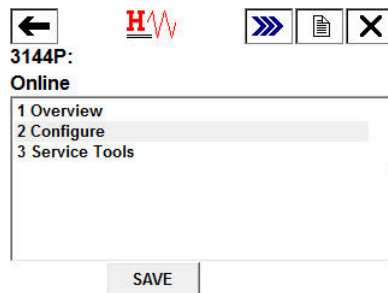 H
3144P:
Online
1 Overview
2 Configure
3 Service Tools
SAVE